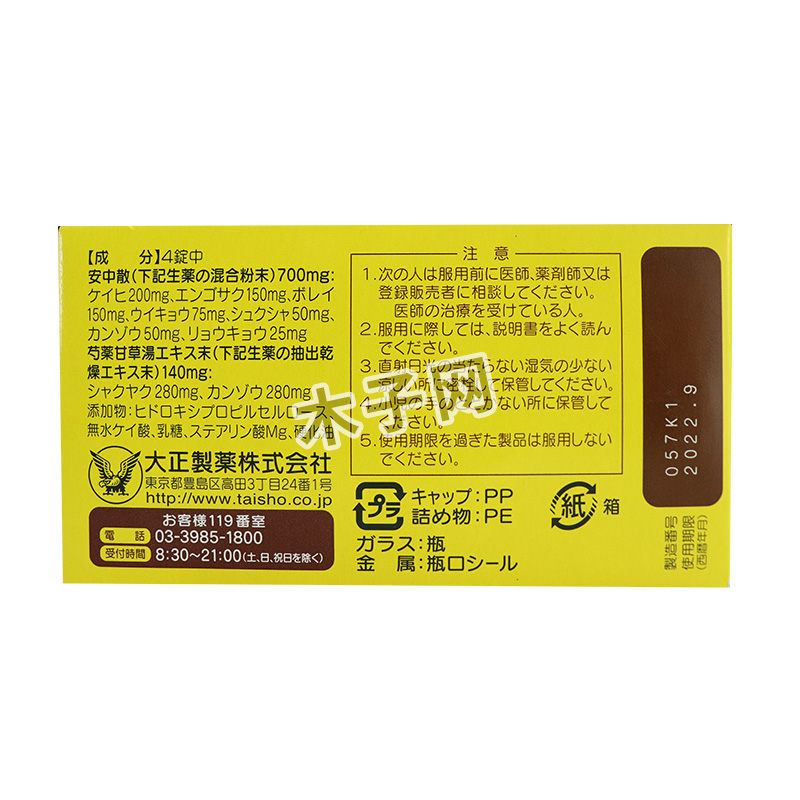 【成　分】4錠中
安中散(下記生薬の混合粉末)700mg:
ケイヒ200mg、エンゴサク150mg、ボレイ
150mg、ウイキョウ75mg、シュクシャ50mg、
カンゾウ50mg、リョウキョウ25mg
芍薬甘草湯エキス末(下記生薬の抽出乾
燥エキス末)140mg:
シャクヤク280mg、カンゾウ280mg
添加物:ヒドロキシプロピルセルロ
無水ケイ酸、乳糖、ステアリン酸Mg、硬化油
大正製薬株式会社
東京都豊島区高田3丁目24番1号
http://www.taisho.co.jp
お客様119番室
電話 03-3985-1800
受付時間 8:30~21:00(土、日、祝日を除く)
注意
1.次の人は服用前に医師、薬剤師又は
登録販売者に相談してください。
医師の治療を受けている人。
2.服用に際しては、説明書をよく読ん
でください。
3.直射日光の当たらない湿気の少ない
涼しい所に密栓して保管してください。
4.小児の手のとどかない所に保管して
ください。
5.使用期限を過ぎた製品は服用しない
でください。
木子网
プラ
キャップ:PP
詰め物:PE
紙
箱
ガラス:瓶
金　属:瓶口シール
057K1
2022.9
製造番号
使用期限
(西暦年月)